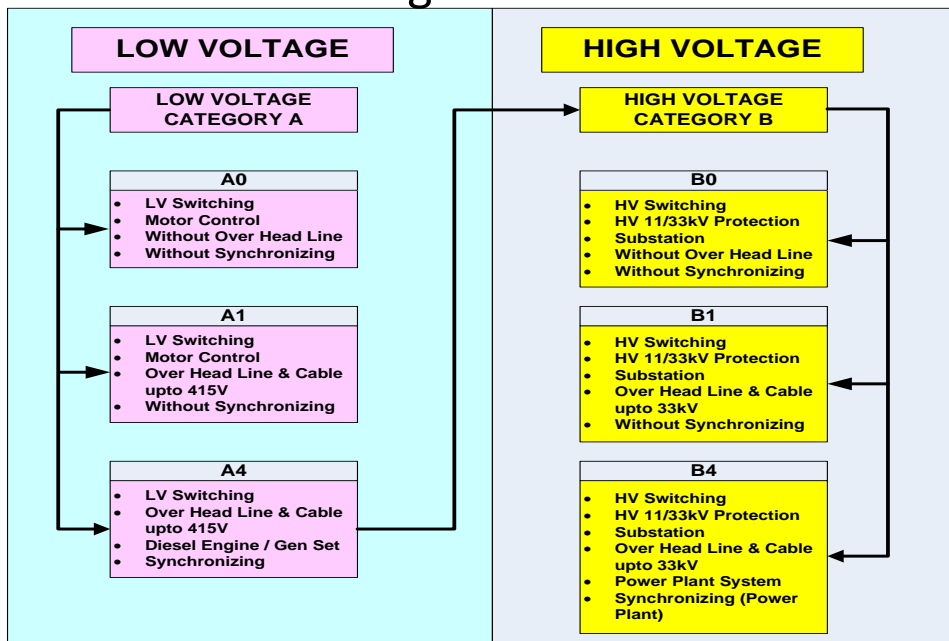 g
LOW VOLTAGE
LOW VOLTAGE
CATEGORY A
A0
• LV Switching
• Motor Control
• Without Over Head Line
• Without Synchronizing
A1
• LV Switching
• Motor Control
• Over Head Line & Cable
upto 415V
• Without Synchronizing
A4
• LV Switching
• Over Head Line & Cable
upto 415V
• Diesel Engine / Gen Set
• Synchronizing
HIGH VOLTAGE
HIGH VOLTAGE
CATEGORY B
B0
• HV Switching
• HV 11/33kV Protection
• Substation
• Without Over Head Line
• Without Synchronizing
B1
• HV Switching
• HV 11/33kV Protection
• Substation
• Over Head Line & Cable
upto 33kV
• Without Synchronizing
B4
• HV Switching
• HV 11/33kV Protection
• Substation
• Over Head Line & Cable
upto 33kV
• Power Plant System
• Synchronizing (Power
Plant)